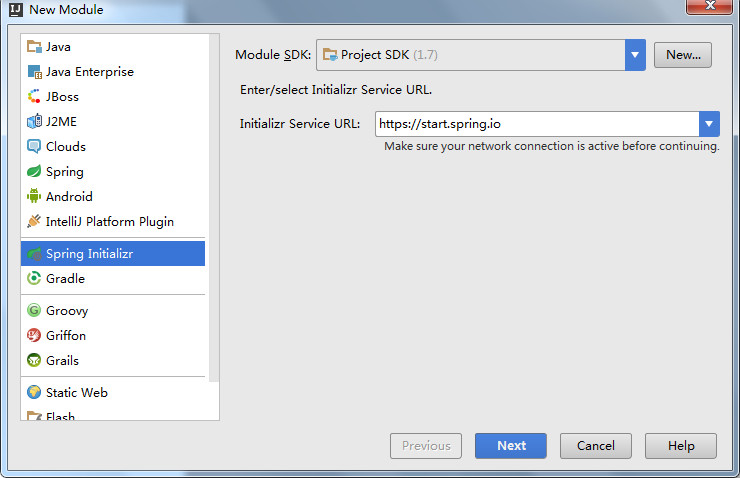 New Module
Java
Java Enterprise
JBoss
J2ME
Clouds
Spring
Android
IntelliJ Platform Plugin
Spring Initializr
Gradle
Groovy
Griffon
Grails
Static Web
Flash
Module SDK: Project SDK (1.7) New...
Enter/select Initializr Service URL.
Initializr Service URL: https://start.spring.io
Make sure your network connection is active before continuing.
Previous Next Cancel Help